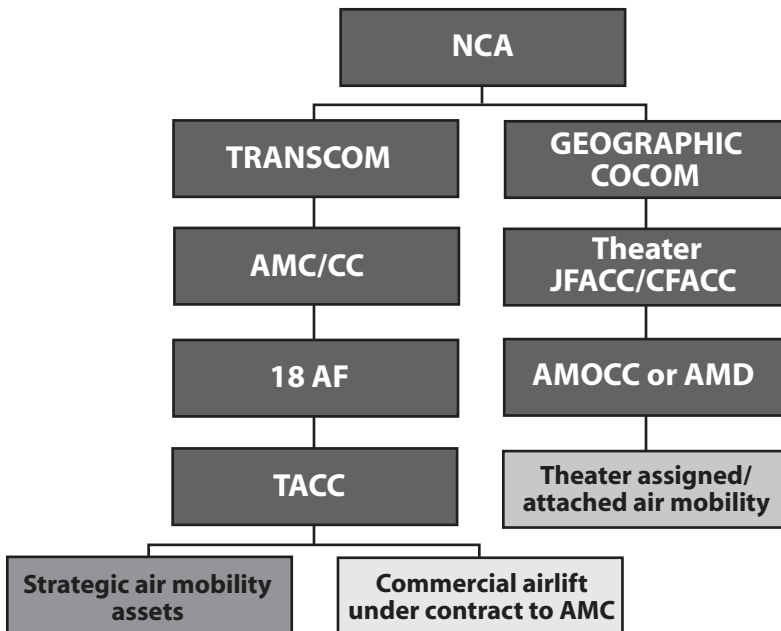 NCA
TRANSCOM
GEOGRAPHIC
COCOM
AMC/CC
Theater
JFACC/CFACC
18 AF
AMOCC or AMD
TACC
Theater assigned/
attached air mobility
Strategic air mobility
assets
Commercial airlift
under contract to AMC